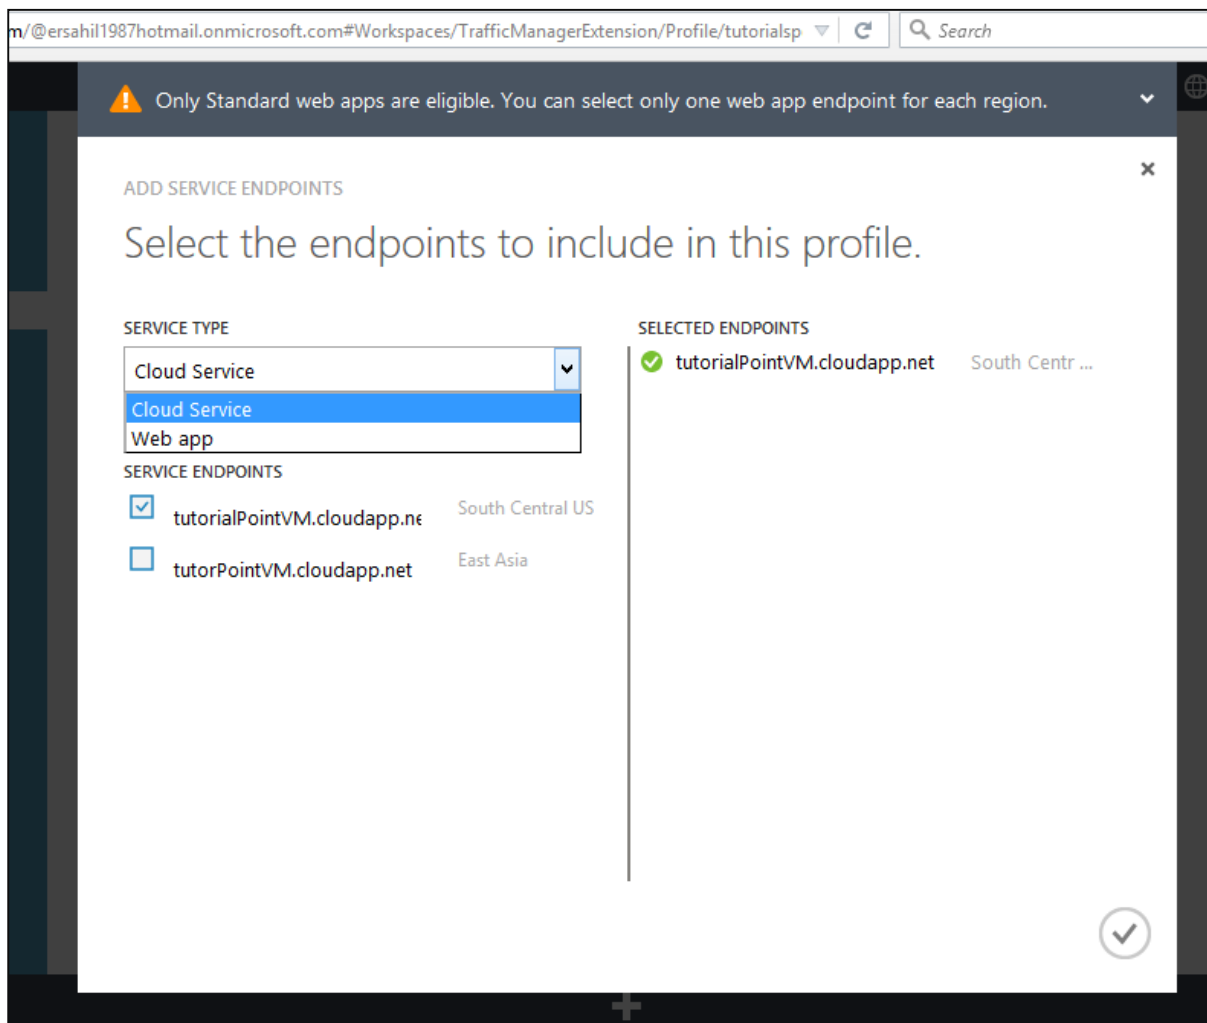 m/@ersahil1987hotmail.onmicrosoft.com#Workspaces/TrafficManagerExtension/Profile/tutorialsp
Search
Only Standard web apps are eligible. You can select only one web app endpoint for each region.
ADD SERVICE ENDPOINTS
Select the endpoints to include in this profile.
SERVICE TYPE
Cloud Service
Cloud Service
Web app
SERVICE ENDPOINTS
tutorialPointVM.cloudapp.ne South Central US
tutorPointVM.cloudapp.net East Asia
SELECTED ENDPOINTS
tutorialPointVM.cloudapp.net South Centr ...